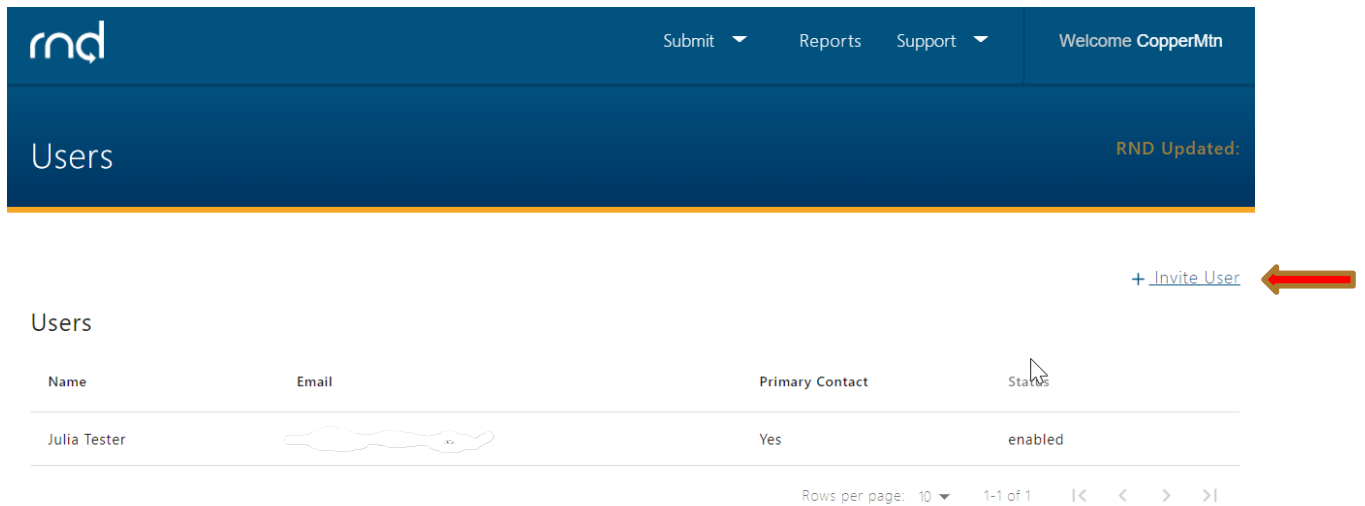 rnd Submit Reports Support Welcome CopperMtn
Users RND Updated:
+ Invite User
Users
Name Email Primary Contact Status
Julia Tester Yes enabled
Rows per page: 10 1-1 of 1